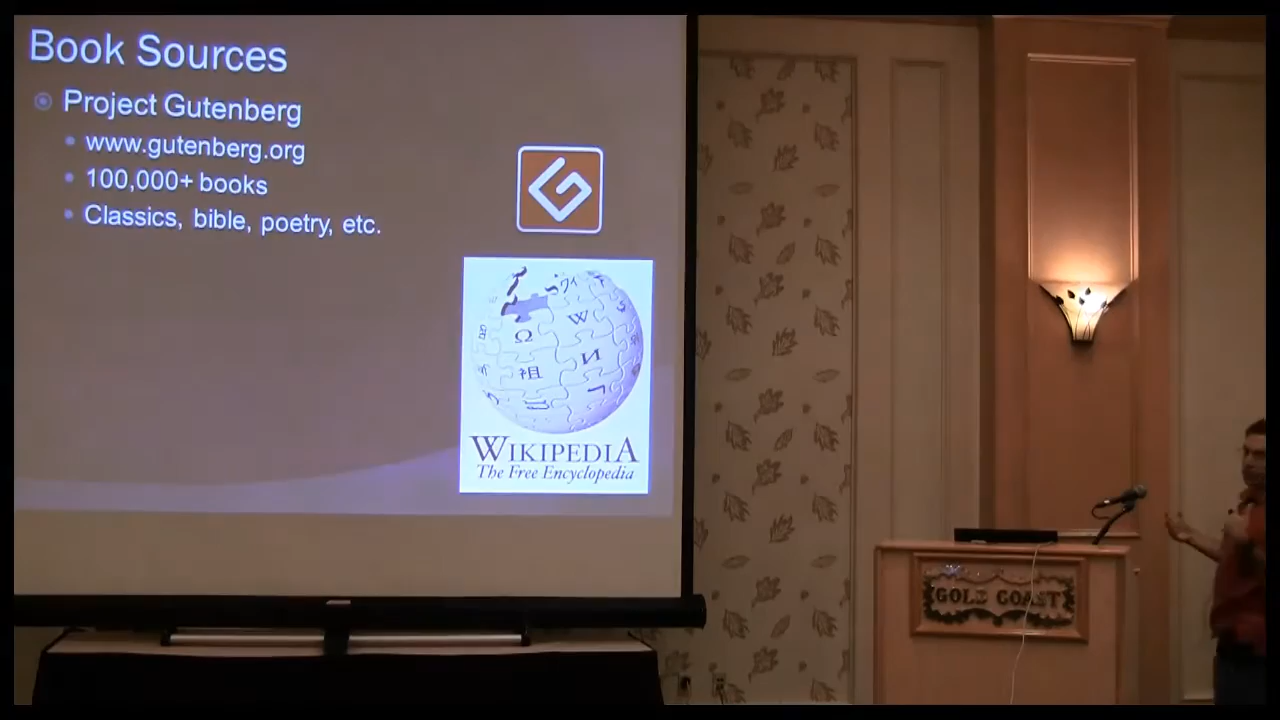 Book Sources
Project Gutenberg
www.gutenberg.org
100,000+ books
Classics, bible, poetry, etc.
Ω
W
И
祖
WIKIPEDIA
The Free Encyclopedia
GOLD COAST